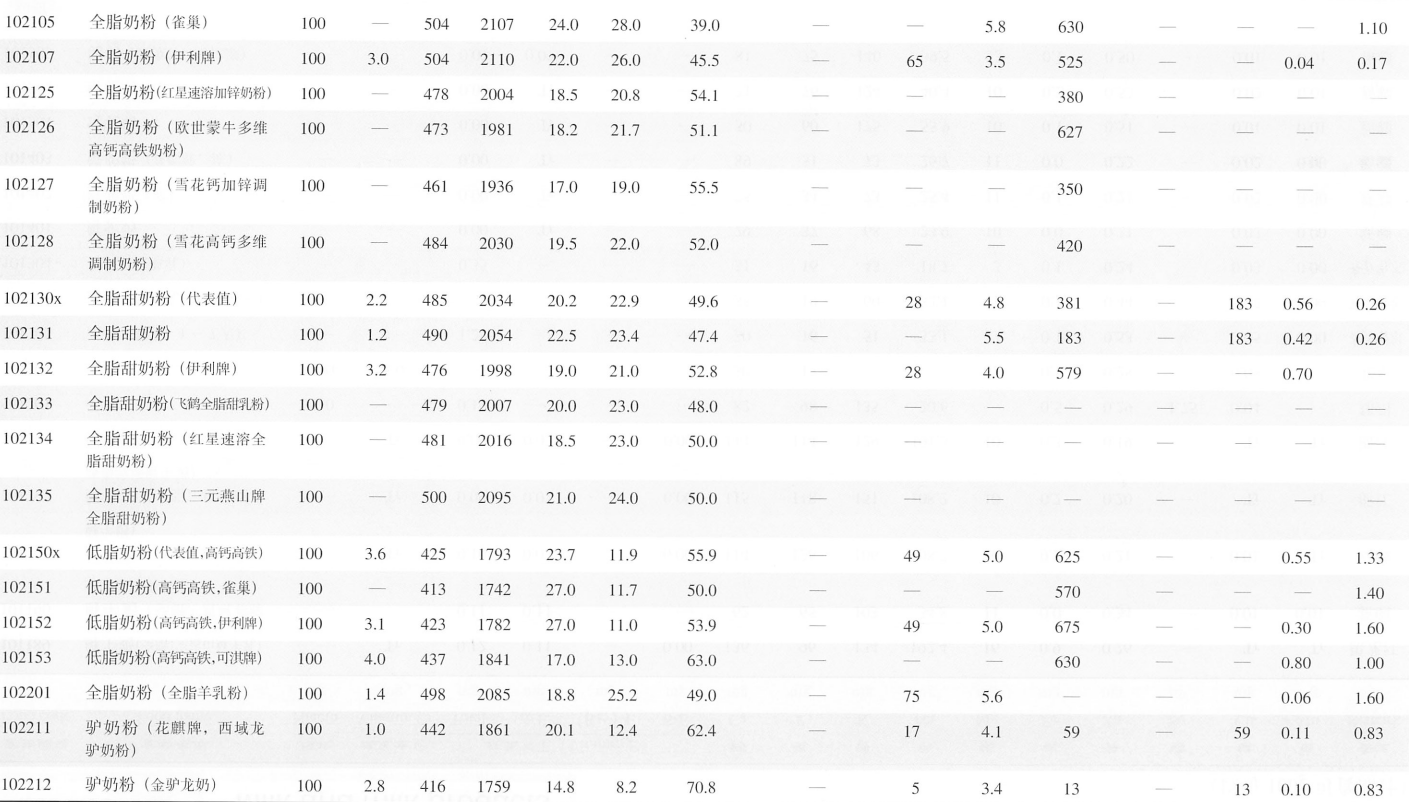 102105 全脂奶粉（雀巢） 100 — 504 2107 24.0 28.0 39.0 — — 5.8 630 — — — 1.10
102107 全脂奶粉（伊利牌） 100 3.0 504 2110 22.0 26.0 45.5 — 65 3.5 525 — — 0.04 0.17
102125 全脂奶粉(红星速溶加锌奶粉) 100 — 478 2004 18.5 20.8 54.1 — — — 380 — — — —
102126 全脂奶粉（欧世蒙牛多维 100 — 473 1981 18.2 21.7 51.1 — — — 627 — — — —
高钙高铁奶粉）
102127 全脂奶粉（雪花钙加锌调 100 — 461 1936 17.0 19.0 55.5 — — — 350 — — — —
制奶粉）
102128 全脂奶粉（雪花高钙多维 100 — 484 2030 19.5 22.0 52.0 — — — 420 — — — —
调制奶粉）
102130x 全脂甜奶粉（代表值） 100 2.2 485 2034 20.2 22.9 49.6 — 28 4.8 381 — 183 0.56 0.26
102131 全脂甜奶粉 100 1.2 490 2054 22.5 23.4 47.4 — — 5.5 183 — 183 0.42 0.26
102132 全脂甜奶粉（伊利牌） 100 3.2 476 1998 19.0 21.0 52.8 — 28 4.0 579 — — 0.70 —
102133 全脂甜奶粉(飞鹤全脂甜乳粉) 100 — 479 2007 20.0 23.0 48.0 — — — — — — — —
102134 全脂甜奶粉（红星速溶全 100 — 481 2016 18.5 23.0 50.0 — — — — — — — —
脂甜奶粉）
102135 全脂甜奶粉（三元燕山牌 100 — 500 2095 21.0 24.0 50.0 — — — — — — — —
全脂甜奶粉）
102150x 低脂奶粉(代表值,高钙高铁) 100 3.6 425 1793 23.7 11.9 55.9 — 49 5.0 625 — — 0.55 1.33
102151 低脂奶粉(高钙高铁,雀巢) 100 — 413 1742 27.0 11.7 50.0 — — — 570 — — — 1.40
102152 低脂奶粉(高钙高铁,伊利牌) 100 3.1 423 1782 27.0 11.0 53.9 — 49 5.0 675 — — 0.30 1.60
102153 低脂奶粉(高钙高铁,可淇牌) 100 4.0 437 1841 17.0 13.0 63.0 — — — 630 — — 0.80 1.00
102201 全脂奶粉（全脂羊乳粉） 100 1.4 498 2085 18.8 25.2 49.0 — 75 5.6 — — — 0.06 1.60
102211 驴奶粉（花麒牌，西域龙 100 1.0 442 1861 20.1 12.4 62.4 — 17 4.1 59 — 59 0.11 0.83
驴奶粉）
102212 驴奶粉（金驴龙奶） 100 2.8 416 1759 14.8 8.2 70.8 — 5 3.4 13 — 13 0.10 0.83